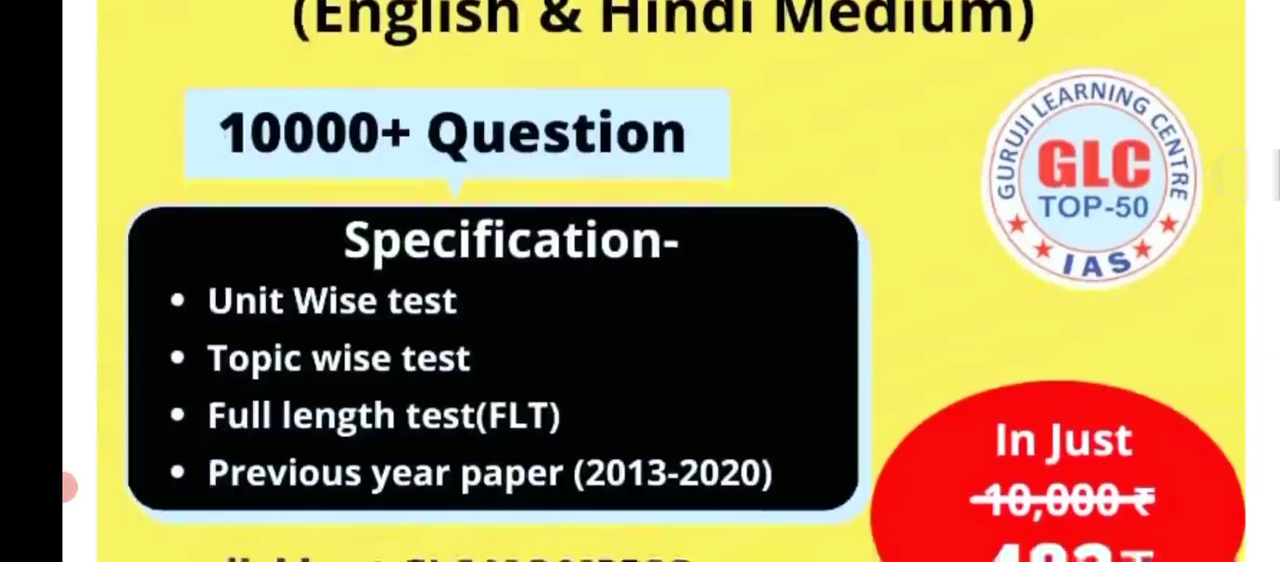 (English & Hindi Medium)
10000+ Question
GURUJI LEARNING CENTRE
GLC
TOP-50
IAS
Specification-
• Unit Wise test
• Topic wise test
• Full length test(FLT)
• Previous year paper (2013-2020)
In Just
10,000 ₹